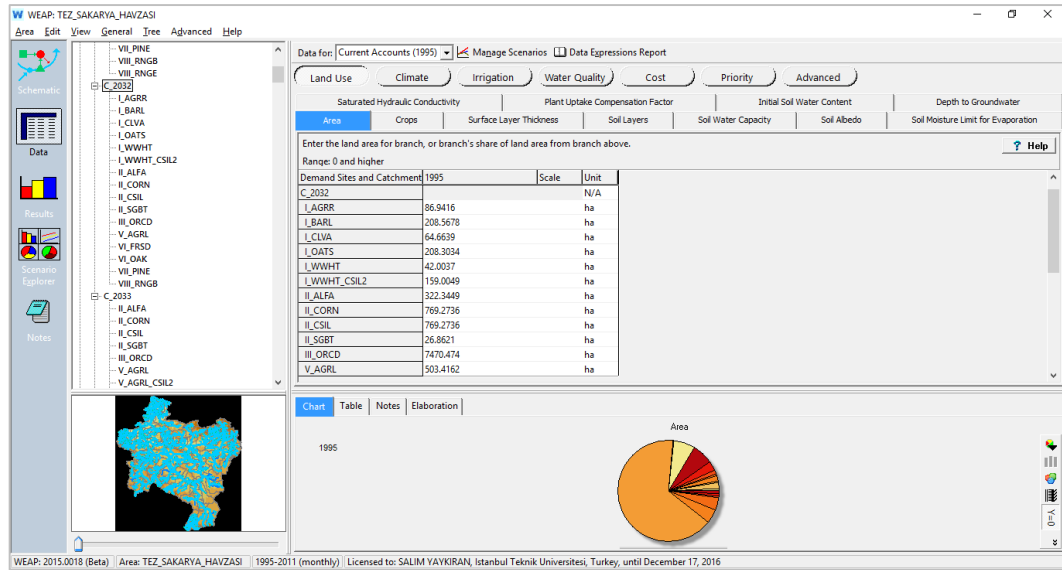 WEAP: TEZ_SAKARYA_HAVZASI
Area Edit View General Tree Advanced Help
Schematic
Data
Results
Scenario
Explorer
Notes
VII_PINE
VIII_RNGB
VIII_RNGE
C_2032
I_AGRR
I_BARL
I_CLVA
I_OATS
I_WWHT
I_WWHT_CSIL2
II_ALFA
II_CORN
II_CSIL
II_SGBT
III_ORCD
V_AGRL
VI_FRSD
VI_OAK
VII_PINE
VIII_RNGB
C_2033
II_ALFA
II_CORN
II_CSIL
II_SGBT
III_ORCD
V_AGRL
V_AGRL_CSIL2
Data for: Current Accounts (1995) Manage Scenarios Data Expressions Report
Land Use Climate Irrigation Water Quality Cost Priority Advanced
Saturated Hydraulic Conductivity Plant Uptake Compensation Factor Initial Soil Water Content Depth to Groundwater
Area Crops Surface Layer Thickness Soil Layers Soil Water Capacity Soil Albedo Soil Moisture Limit for Evaporation
Enter the land area for branch, or branch's share of land area from branch above.
? Help
Range: 0 and higher
Demand Sites and Catchment 1995 Scale Unit
C_2032 N/A
I_AGRR 86.9416 ha
I_BARL 208.5678 ha
I_CLVA 64.6639 ha
I_OATS 208.3034 ha
I_WWHT 42.0037 ha
I_WWHT_CSIL2 159.0049 ha
II_ALFA 322.3449 ha
II_CORN 769.2736 ha
II_CSIL 769.2736 ha
II_SGBT 26.8621 ha
III_ORCD 7470.474 ha
V_AGRL 503.4162 ha
Chart Table Notes Elaboration
Area
1995
Y=0
WEAP: 2015.0018 (Beta) Area: TEZ_SAKARYA_HAVZASI 1995-2011 (monthly) Licensed to: SALIM YAYKIRAN, Istanbul Teknik Universitesi, Turkey, until December 17, 2016